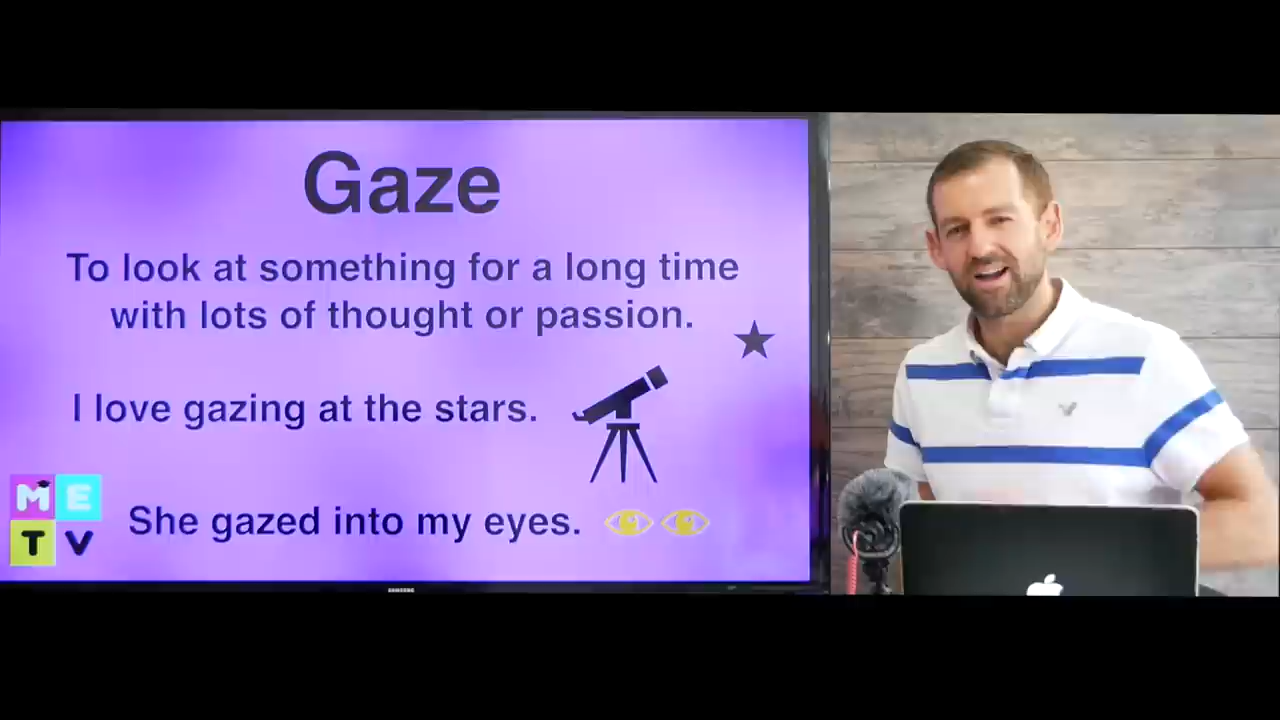 Gaze
To look at something for a long time
with lots of thought or passion.
I love gazing at the stars.
She gazed into my eyes.
M E
T V
SAMSUNG